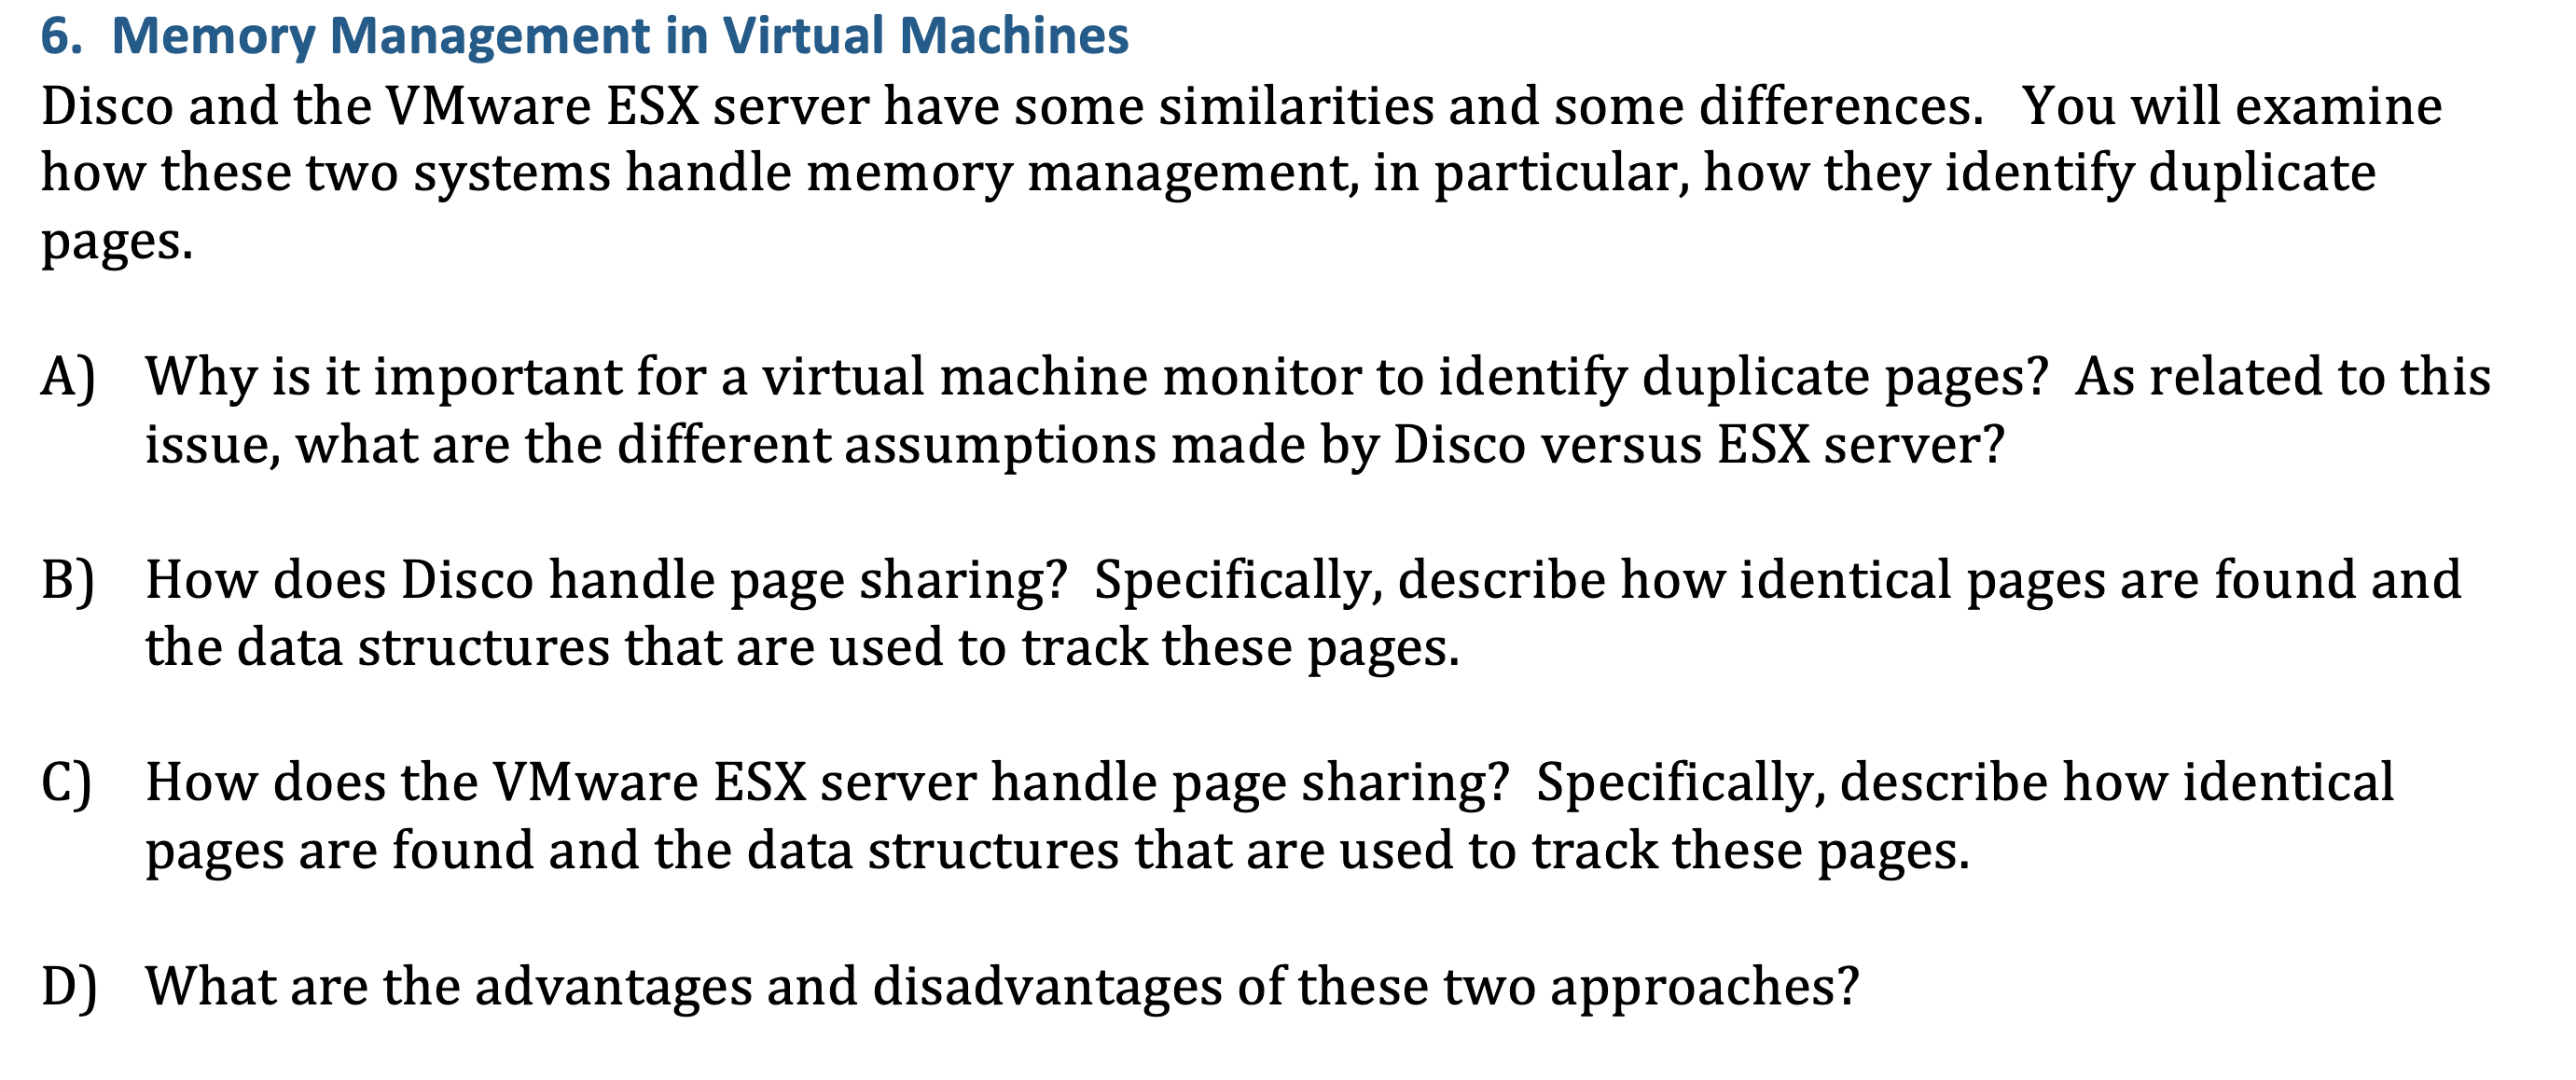 6. Memory Management in Virtual Machines
Disco and the VMware ESX server have some similarities and some differences. You will examine
how these two systems handle memory management, in particular, how they identify duplicate
pages.
A) Why is it important for a virtual machine monitor to identify duplicate pages? As related to this
issue, what are the different assumptions made by Disco versus ESX server?
B) How does Disco handle page sharing? Specifically, describe how identical pages are found and
the data structures that are used to track these pages.
C) How does the VMware ESX server handle page sharing? Specifically, describe how identical
pages are found and the data structures that are used to track these pages.
D) What are the advantages and disadvantages of these two approaches?